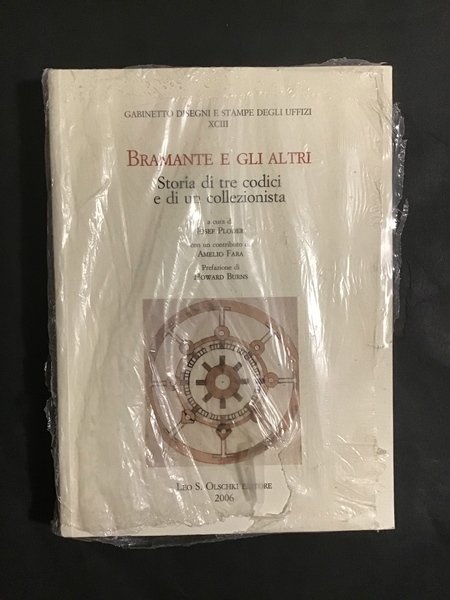 GABINETTO DISEGNI E STAMPE DEGLI UFFIZI
XCIII
BRAMANTE E GLI ALTRI
Storia di tre codici
e di un collezionista
a cura di
JOSEF PLODER
con un contributo di
AMELIO FARA
Prefazione di
HOWARD BURNS
LEO S. OLSCHKI EDITORE
2006